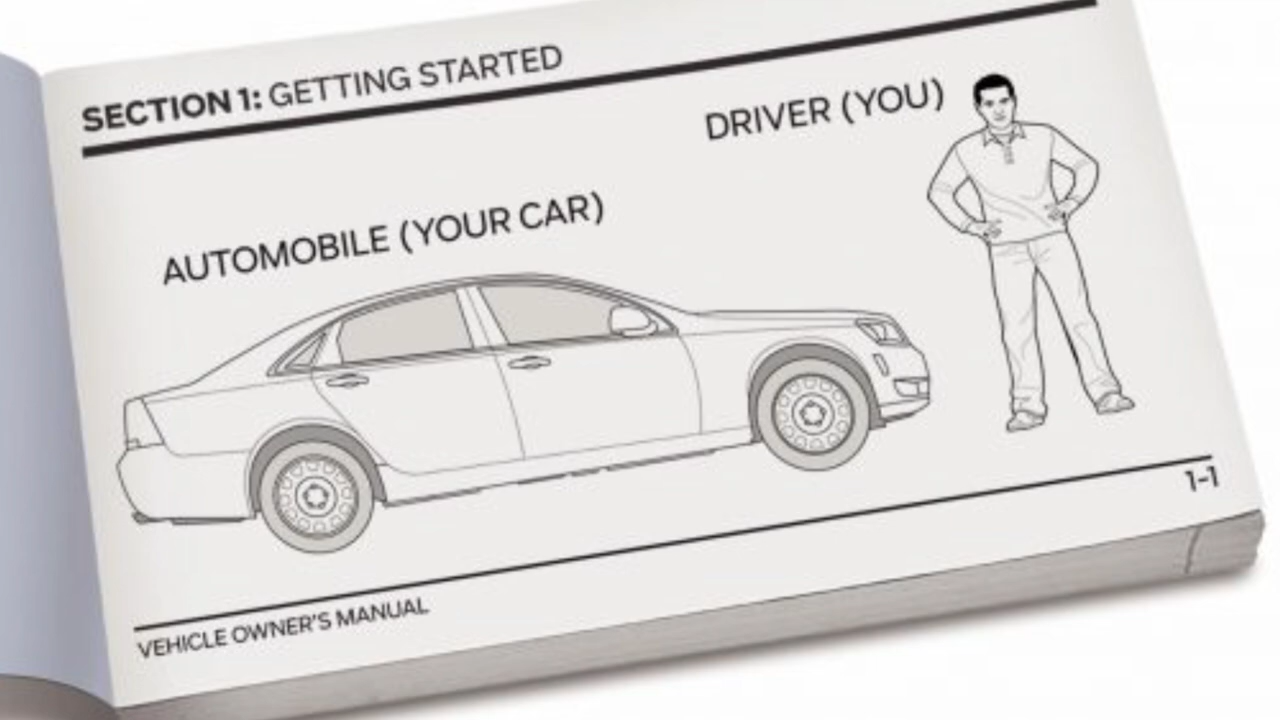 SECTION 1: GETTING STARTED
DRIVER (YOU)
AUTOMOBILE (YOUR CAR)
1-1
VEHICLE OWNER'S MANUAL